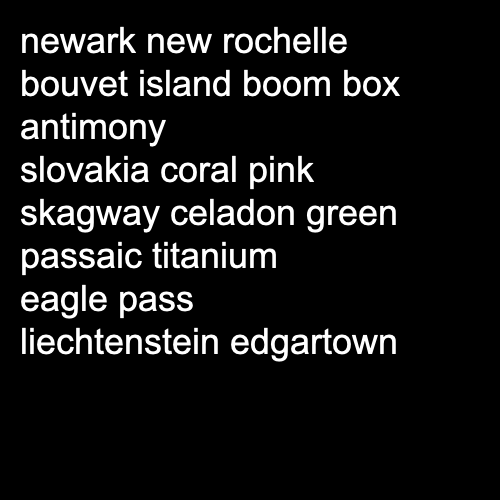 newark new rochelle
bouvet island boom box
antimony
slovakia coral pink
skagway celadon green
passaic titanium
eagle pass
liechtenstein edgartown